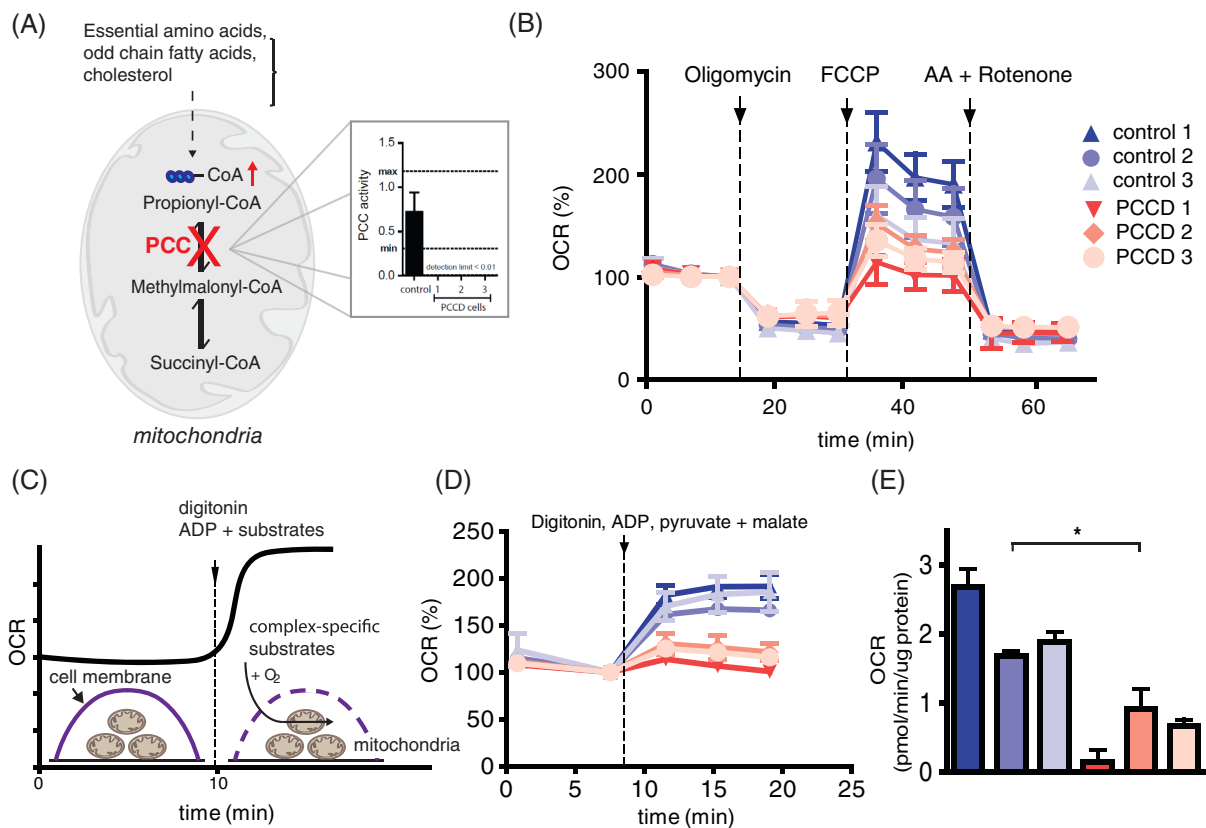 (A)
Essential amino acids,
odd chain fatty acids,
cholesterol
CoA
Propionyl-CoA
PCC
Methylmalonyl-CoA
Succinyl-CoA
mitochondria
PCC activity
1.5
max
1.0
0.5
min
detection limit < 0.01
0.0
control 1 2 3
PCCD cells
(B)
Oligomycin FCCP AA + Rotenone
OCR (%)
300
200
100
0
0 20 40 60
time (min)
control 1
control 2
control 3
PCCD 1
PCCD 2
PCCD 3
(C)
digitonin
ADP + substrates
OCR
complex-specific
substrates
+ O2
cell membrane
mitochondria
0 10
time (min)
(D)
Digitonin, ADP, pyruvate + malate
OCR (%)
250
200
150
100
50
0
0 5 10 15 20 25
time (min)
(E)
*
OCR
(pmol/min/ug protein)
3
2
1
0